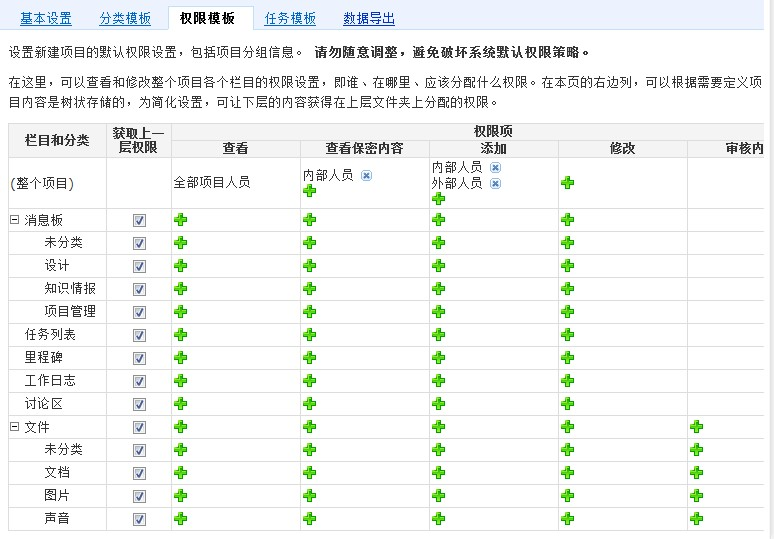 基本设置 分类模板 权限模板 任务模板 数据导出
设置新建项目的默认权限设置，包括项目分组信息。 请勿随意调整，避免破坏系统默认权限策略。
在这里，可以查看和修改整个项目各个栏目的权限设置，即谁、在哪里、应该分配什么权限。在本页的右边列，可以根据需要定义项
目内容是树状存储的，为简化设置，可让下层的内容获得在上层文件夹上分配的权限。
栏目和分类 获取上一层权限 权限项
查看 查看保密内容 添加 修改 审核内
(整个项目) 全部项目人员 内部人员 内部人员
外部人员
消息板
未分类
设计
知识情报
项目管理
任务列表
里程碑
工作日志
讨论区
文件
未分类
文档
图片
声音